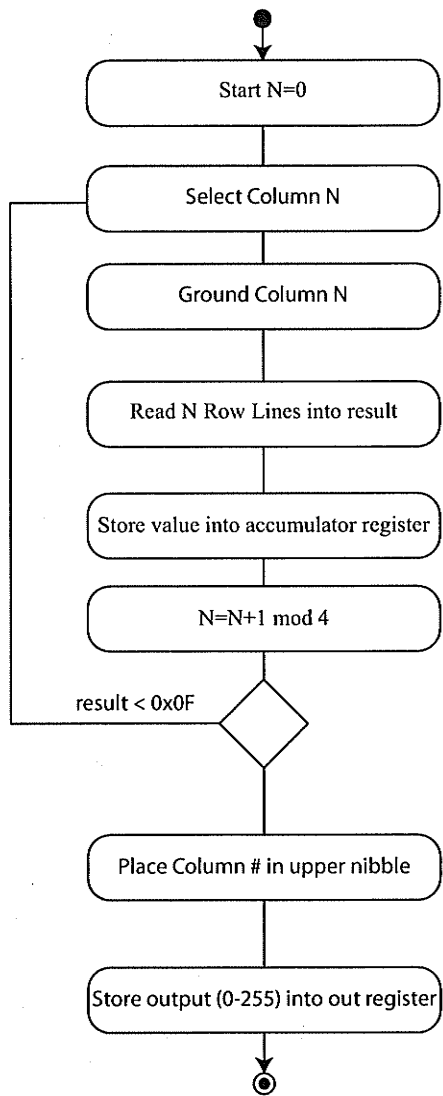 Start N=0
Select Column N
Ground Column N
Read N Row Lines into result
Store value into accumulator register
N=N+1 mod 4
result < 0x0F
Place Column # in upper nibble
Store output (0-255) into out register